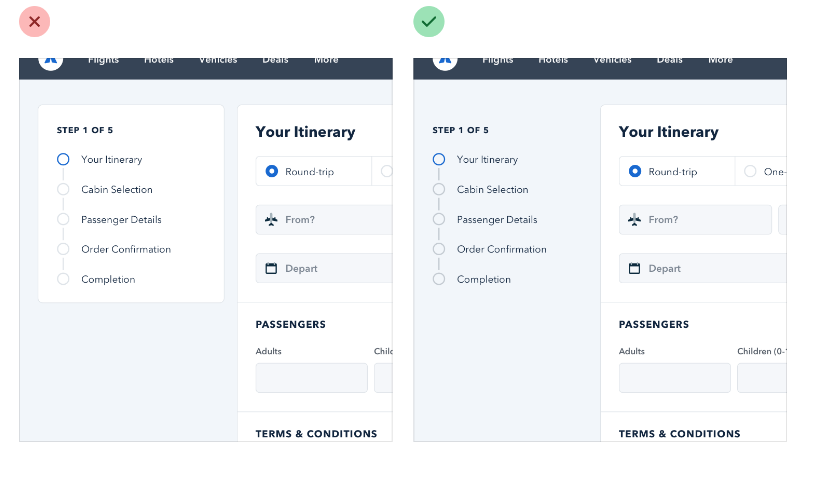 Flights Hotels Vehicles Deals More
STEP 1 OF 5
Your Itinerary
Cabin Selection
Passenger Details
Order Confirmation
Completion
Your Itinerary
Round-trip
From?
Depart
PASSENGERS
Adults
TERMS & CONDITIONS
Flights Hotels Vehicles Deals More
STEP 1 OF 5
Your Itinerary
Cabin Selection
Passenger Details
Order Confirmation
Completion
Your Itinerary
Round-trip One-
From?
Depart
PASSENGERS
Adults Children (0-1
TERMS & CONDITIONS